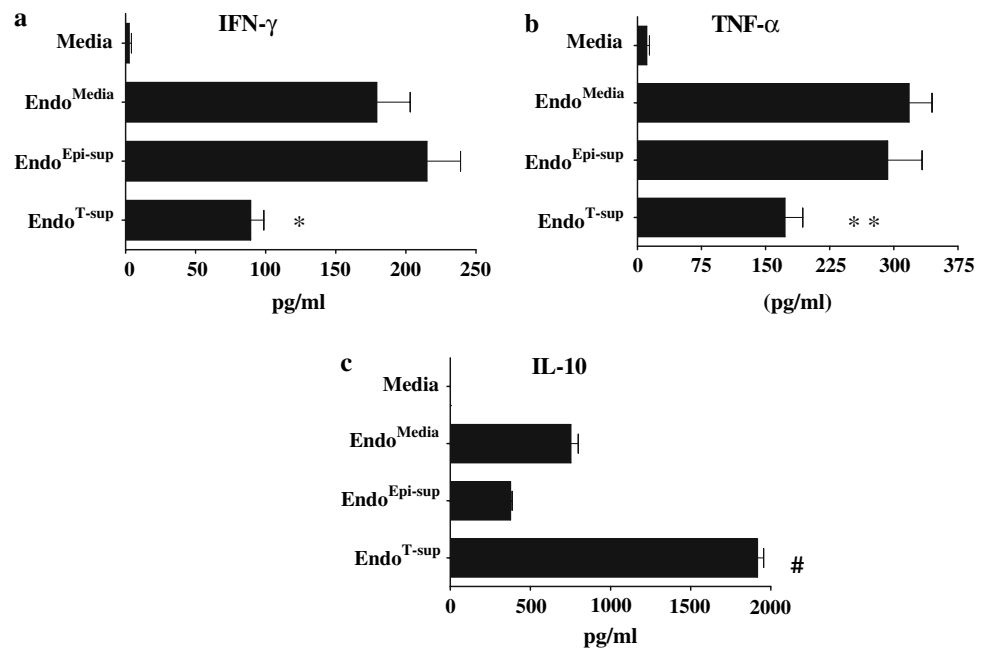 a
IFN-γ
Media
Endo^Media
Endo^Epi-sup
Endo^T-sup
*
0 50 100 150 200 250
pg/ml
b
TNF-α
Media
Endo^Media
Endo^Epi-sup
Endo^T-sup
* *
0 75 150 225 300 375
(pg/ml)
c
IL-10
Media
Endo^Media
Endo^Epi-sup
Endo^T-sup
#
0 500 1000 1500 2000
pg/ml